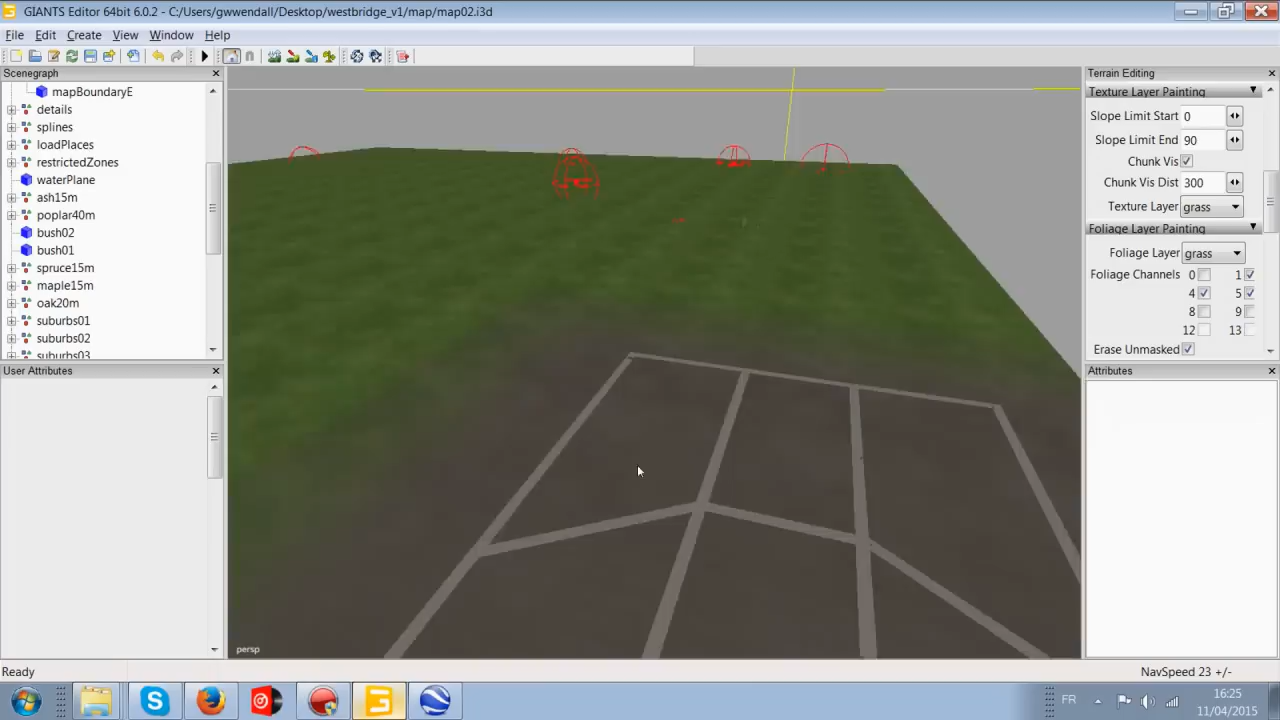 GIANTS Editor 64bit 6.0.2 - C:/Users/gwwendall/Desktop/westbridge_v1/map/map02.i3d
File Edit Create View Window Help
Scenegraph
mapBoundaryE
details
splines
loadPlaces
restrictedZones
waterPlane
ash15m
poplar40m
bush02
bush01
spruce15m
maple15m
oak20m
suburbs01
suburbs02
suburbs03
User Attributes
persp
Terrain Editing
Texture Layer Painting
Slope Limit Start 0
Slope Limit End 90
Chunk Vis
Chunk Vis Dist 300
Texture Layer grass
Foliage Layer Painting
Foliage Layer grass
Foliage Channels 0 1
4 5
8 9
12 13
Erase Unmasked
Attributes
Ready
NavSpeed 23 +/-
FR
16:25
11/04/2015